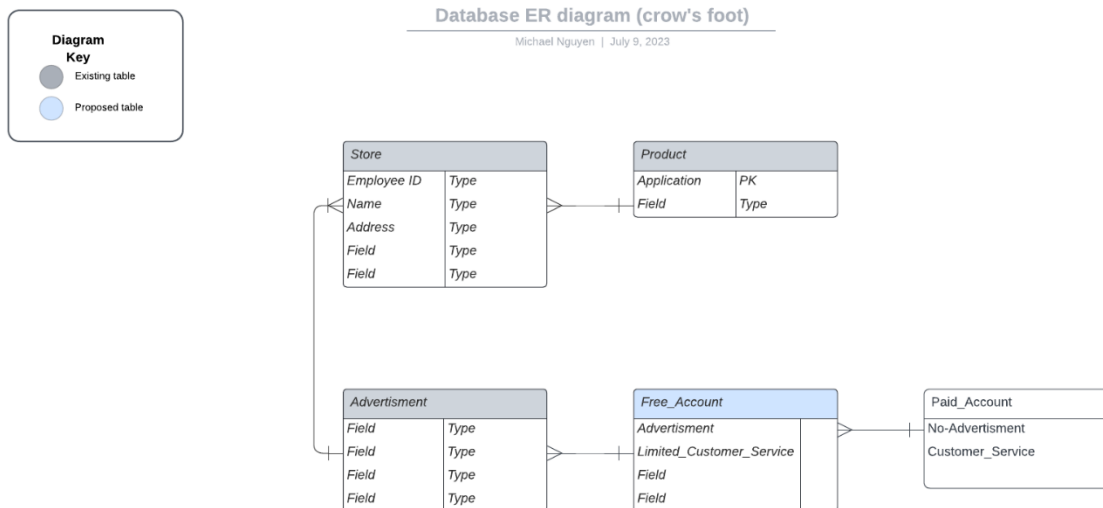 Database ER diagram (crow's foot)
Michael Nguyen | July 9, 2023
Diagram
Key
Existing table
Proposed table
Store
Employee ID Type
Name Type
Address Type
Field Type
Field Type
Product
Application PK
Field Type
Advertisment
Field Type
Field Type
Field Type
Field Type
Free_Account
Advertisment
Limited_Customer_Service
Field
Field
Paid_Account
No-Advertisment
Customer_Service